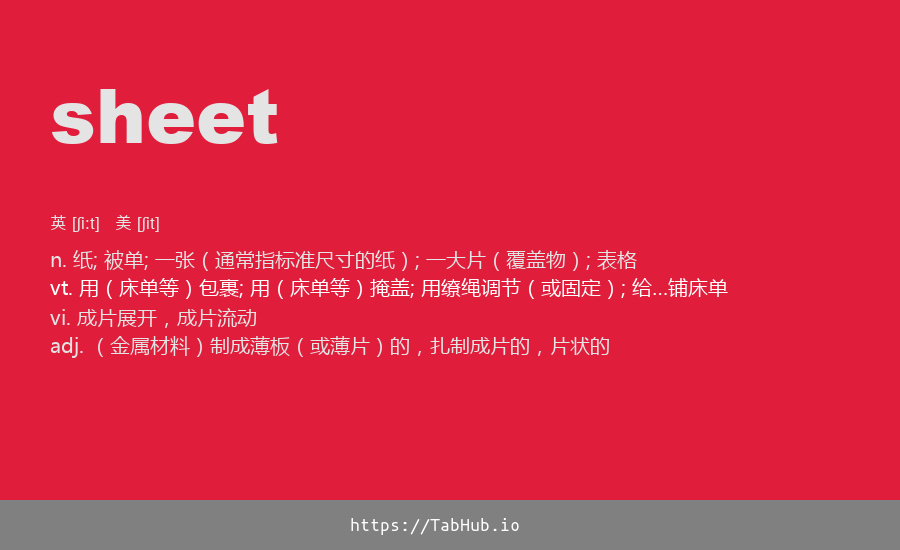 sheet
英 [ʃiːt] 美 [ʃit]
n. 纸; 被单; 一张（通常指标准尺寸的纸）; 一大片（覆盖物）; 表格
vt. 用（床单等）包裹; 用（床单等）掩盖; 用缭绳调节（或固定）; 给...铺床单
vi. 成片展开，成片流动
adj. （金属材料）制成薄板（或薄片）的，扎制成片的，片状的
https://TabHub.io